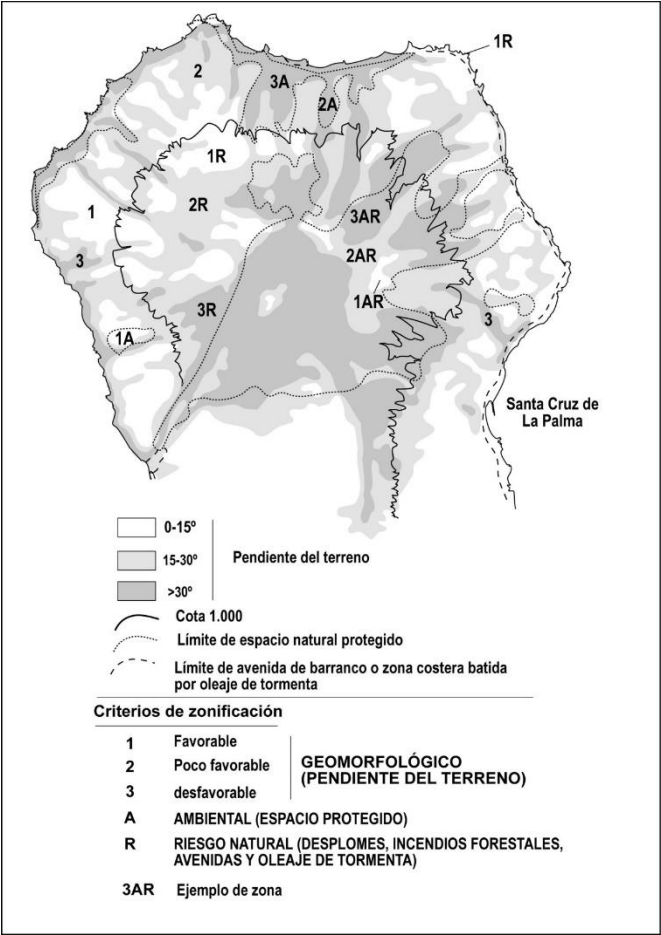 1R
2
3A
2A
1R
2R
1
3AR
3
2AR
1AR
3R
3
1A
Santa Cruz de
La Palma
0-15º
15-30º
Pendiente del terreno
>30º
Cota 1.000
Límite de espacio natural protegido
Límite de avenida de barranco o zona costera batida
por oleaje de tormenta
Criterios de zonificación
1 Favorable
2 Poco favorable
GEOMORFOLÓGICO
(PENDIENTE DEL TERRENO)
3 desfavorable
A AMBIENTAL (ESPACIO PROTEGIDO)
R RIESGO NATURAL (DESPLOMES, INCENDIOS FORESTALES,
AVENIDAS Y OLEAJE DE TORMENTA)
3AR Ejemplo de zona